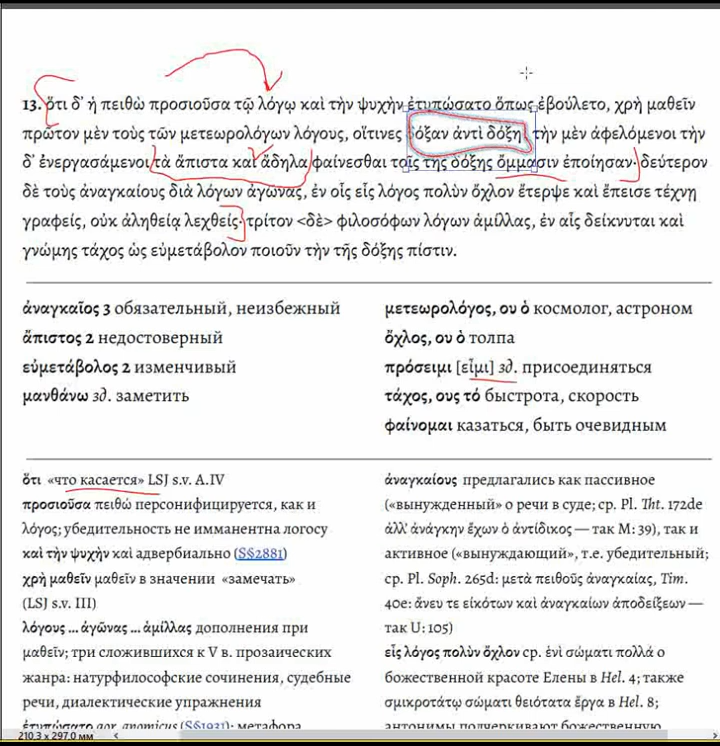 13. ὅτι δ᾽ ἡ πειθὼ προσιοῦσα τῷ λόγῳ καὶ τὴν ψυχὴν ἐτυπώσατο ὅπως ἐβούλετο, χρὴ μαθεῖν
πρῶτον μὲν τοὺς τῶν μετεωρολόγων λόγους, οἵτινες δόξαν ἀντὶ δόξης τὴν μὲν ἀφελόμενοι τὴν
δ᾽ ἐνεργασάμενοι τὰ ἄπιστα καὶ ἄδηλα φαίνεσθαι τοῖς τῆς δόξης ὄμμασιν ἐποίησαν· δεύτερον
δὲ τοὺς ἀναγκαίους διὰ λόγων ἀγῶνας, ἐν οἷς εἷς λόγος πολὺν ὄχλον ἔτερψε καὶ ἔπεισε τέχνῃ
γραφείς, οὐκ ἀληθείᾳ λεχθείς· τρίτον <δὲ> φιλοσόφων λόγων ἁμίλλας, ἐν αἷς δείκνυται καὶ
γνώμης τάχος ὡς εὐμετάβολον ποιοῦν τὴν τῆς δόξης πίστιν.
ἀναγκαῖος 3 обязательный, неизбежный
ἄπιστος 2 недостоверный
εὐμετάβολος 2 изменчивый
μανθάνω зд. заметить
μετεωρολόγος, ου ὁ космолог, астроном
ὄχλος, ου ὁ толпа
πρόσειμι [εἶμι] зд. присоединяться
τάχος, ους τό быстрота, скорость
φαίνομαι казаться, быть очевидным
ὅτι «что касается» LSJ s.v. A.IV
προσιοῦσα πειθώ персонифицируется, как и
λόγος; убедительность не имманентна логосу
καὶ τὴν ψυχὴν καί адвербиально (S§2881)
χρὴ μαθεῖν μαθεῖν в значении «замечать»
(LSJ s.v. III)
λόγους ... ἀγῶνας ... ἁμίλλας дополнения при
μαθεῖν; три сложившихся к V в. прозаических
жанра: натурфилософские сочинения, судебные
речи, диалектические упражнения
ἐτυπώσατο aor. gnomicus (S§1931); метафора
ἀναγκαίους предлагались как пассивное
(«вынужденный» о речи в суде; ср. Pl. Tht. 172de
ἀλλ᾽ ἀνάγκην ἔχων ὁ ἀντίδικος — так M: 39), так и
активное («вынуждающий», т.е. убедительный;
ср. Pl. Soph. 265d: μετὰ πειθοῦς ἀναγκαίας, Tim.
40e: ἄνευ τε εἰκότων καὶ ἀναγκαίων ἀποδείξεων —
так U: 105)
εἷς λόγος πολὺν ὄχλον ср. ἑνὶ σώματι πολλά о
божественной красоте Елены в Hel. 4; также
σμικροτάτῳ σώματι θειότατα ἔργα в Hel. 8;
антонимы подчеркивают божественную
210.3 x 297.0 мм